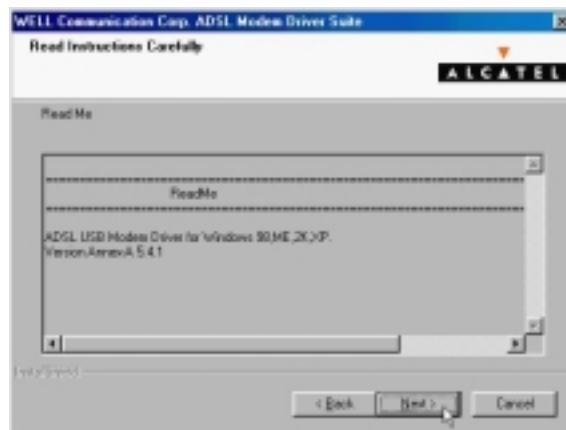 WELL Communication Corp. ADSL Modem Driver Suite
Read Instructions Carefully
ALCATEL
Read Me
ReadMe
ADSL USB Modem Driver for Windows 98,ME,2K,XP.
Version:AnnexA 5.4.1
InstallShield
< Back
Next >
Cancel